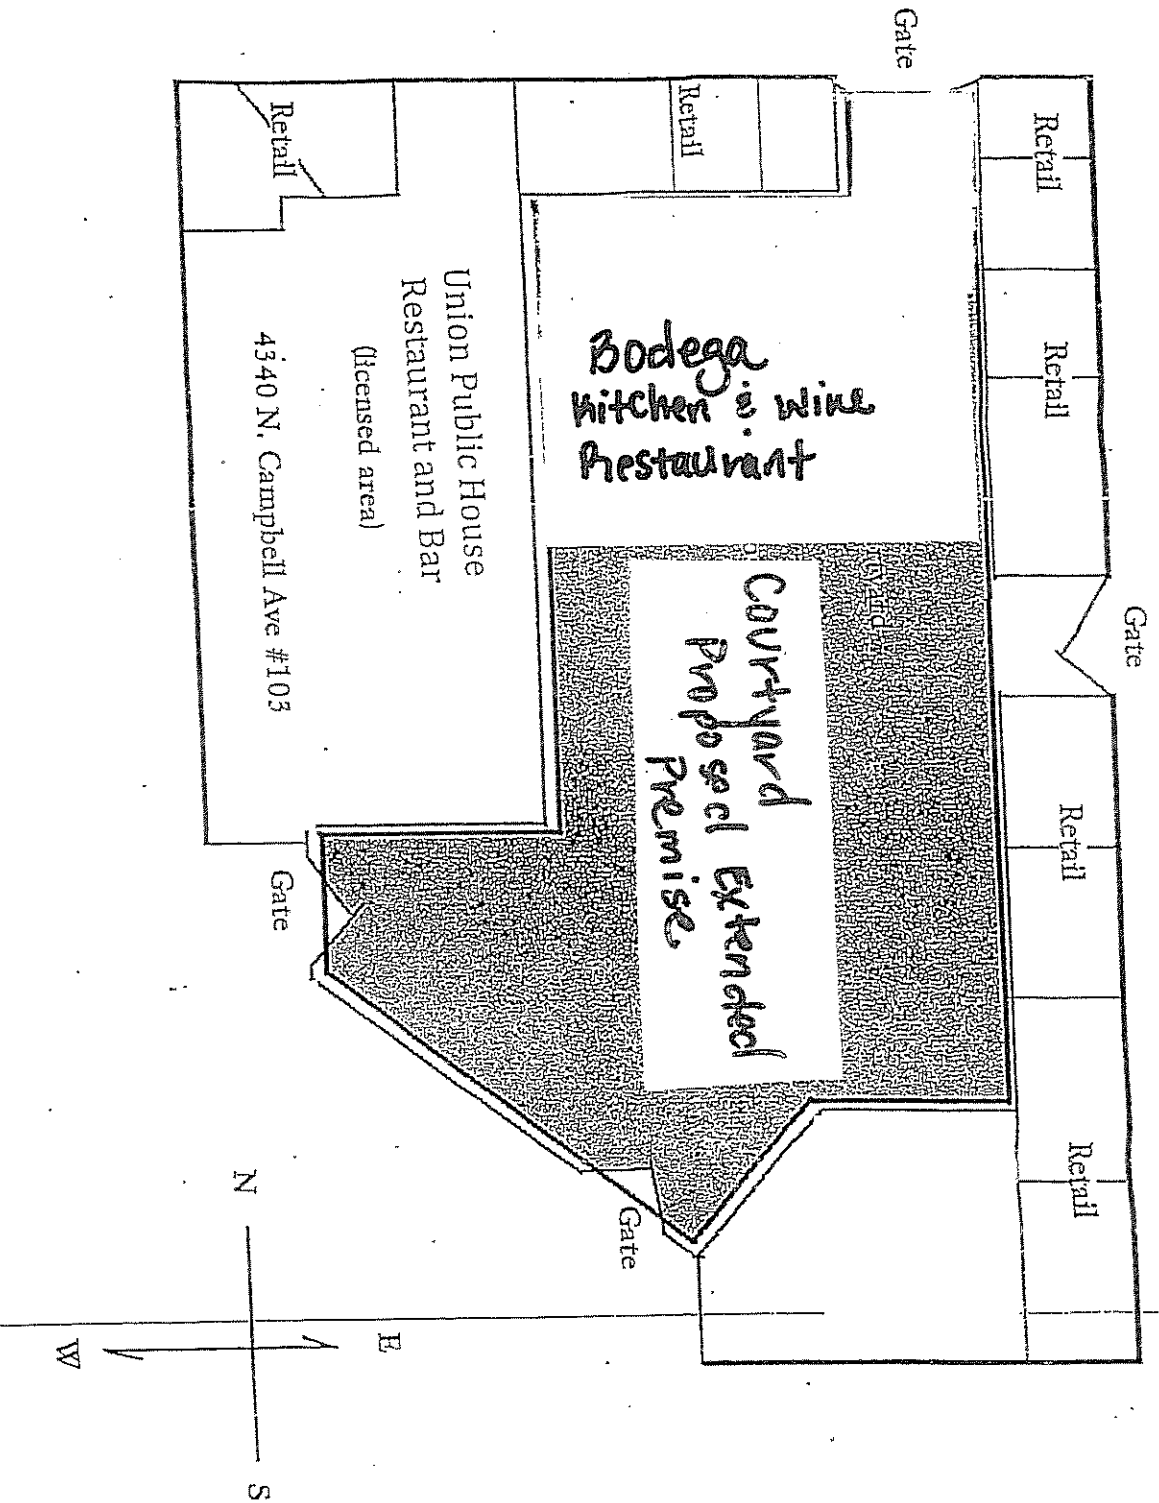 Gate
Retail
Retail
Retail
Retail
Gate
Retail
Retail
Bodega
Kitchen & Wine
Restaurant
yard
Courtyard
Proposed Extended
Premise
Union Public House
Restaurant and Bar
(licensed area)
4340 N. Campbell Ave #103
Gate
Gate
N
E
W
S